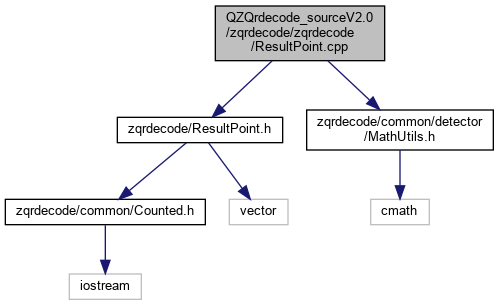 QZQrdecode_sourceV2.0
/zqrdecode/zqrdecode
/ResultPoint.cpp
zqrdecode/ResultPoint.h
zqrdecode/common/detector
/MathUtils.h
zqrdecode/common/Counted.h
vector
cmath
iostream